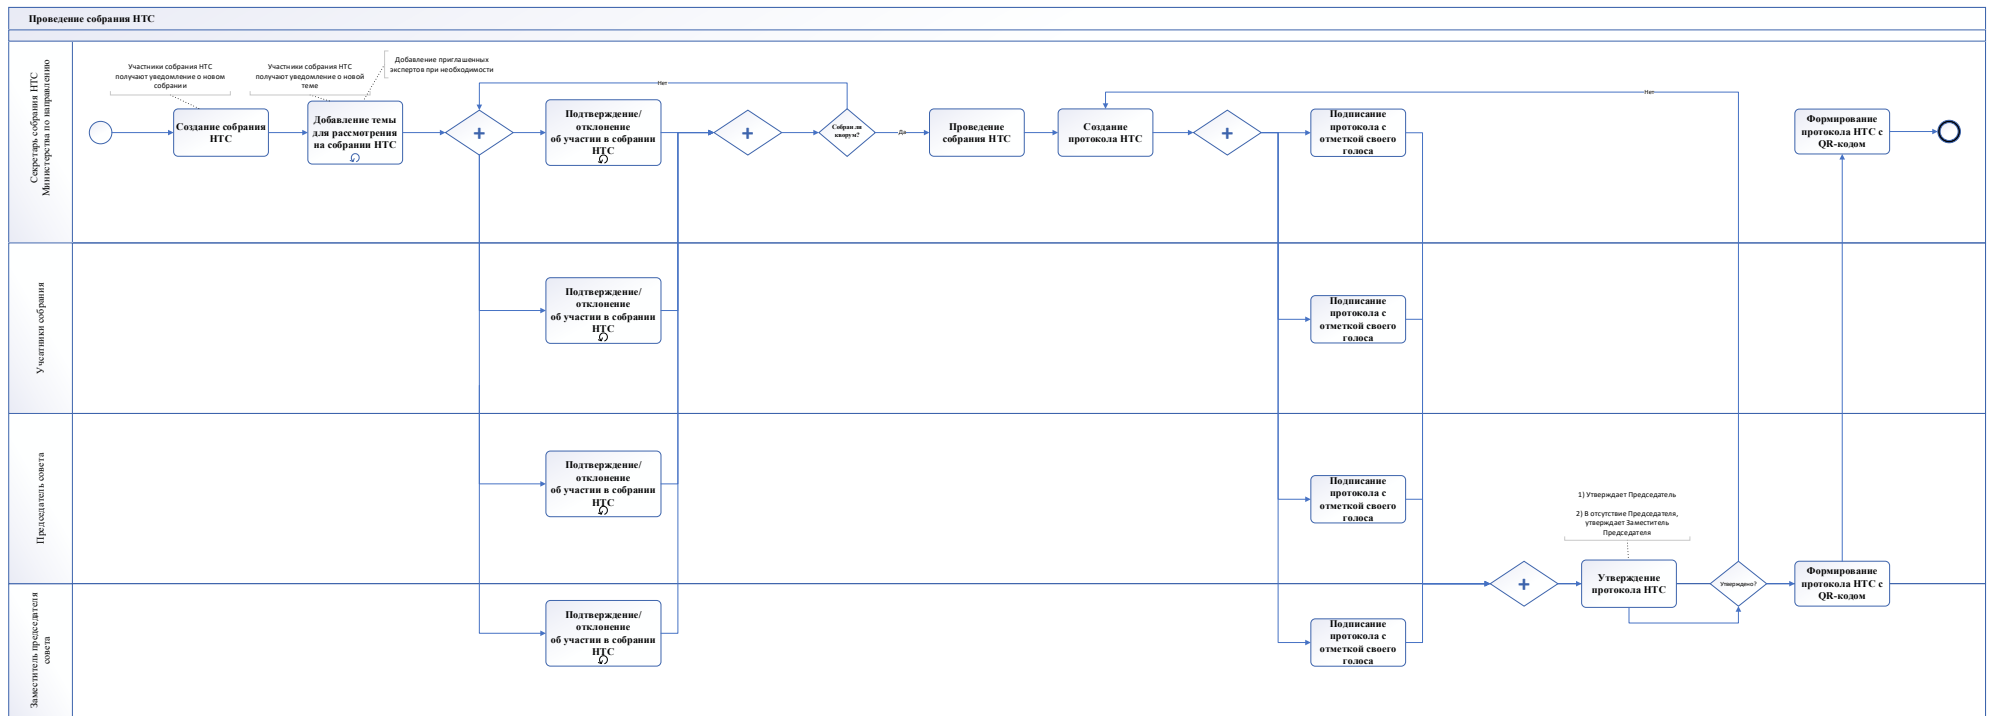 Проведение собрания НТС
Секретарь собрания НТС
Министерства по направлению
Участники собрания НТС
получают уведомление о новом
собрании
Участники собрания НТС
получают уведомление о новой
теме
Добавление приглашенных
экспертов при необходимости
Создание собрания
НТС
Добавление темы
для рассмотрения
на собрании НТС
Нет
Подтверждение/
отклонение
об участии в собрании
НТС
Собран ли
кворум?
Да
Проведение
собрания НТС
Создание
протокола НТС
Подписание
протокола с
отметкой своего
голоса
Нет
Формирование
протокола НТС с
QR-кодом
Участники собрания
Подтверждение/
отклонение
об участии в собрании
НТС
Подписание
протокола с
отметкой своего
голоса
Председатель совета
Подтверждение/
отклонение
об участии в собрании
НТС
Подписание
протокола с
отметкой своего
голоса
1) Утверждает Председатель
2) В отсутствие Председателя,
утверждает Заместитель
Председателя
Утверждение
протокола НТС
Утверждено?
Формирование
протокола НТС с
QR-кодом
Заместитель председателя
совета
Подтверждение/
отклонение
об участии в собрании
НТС
Подписание
протокола с
отметкой своего
голоса